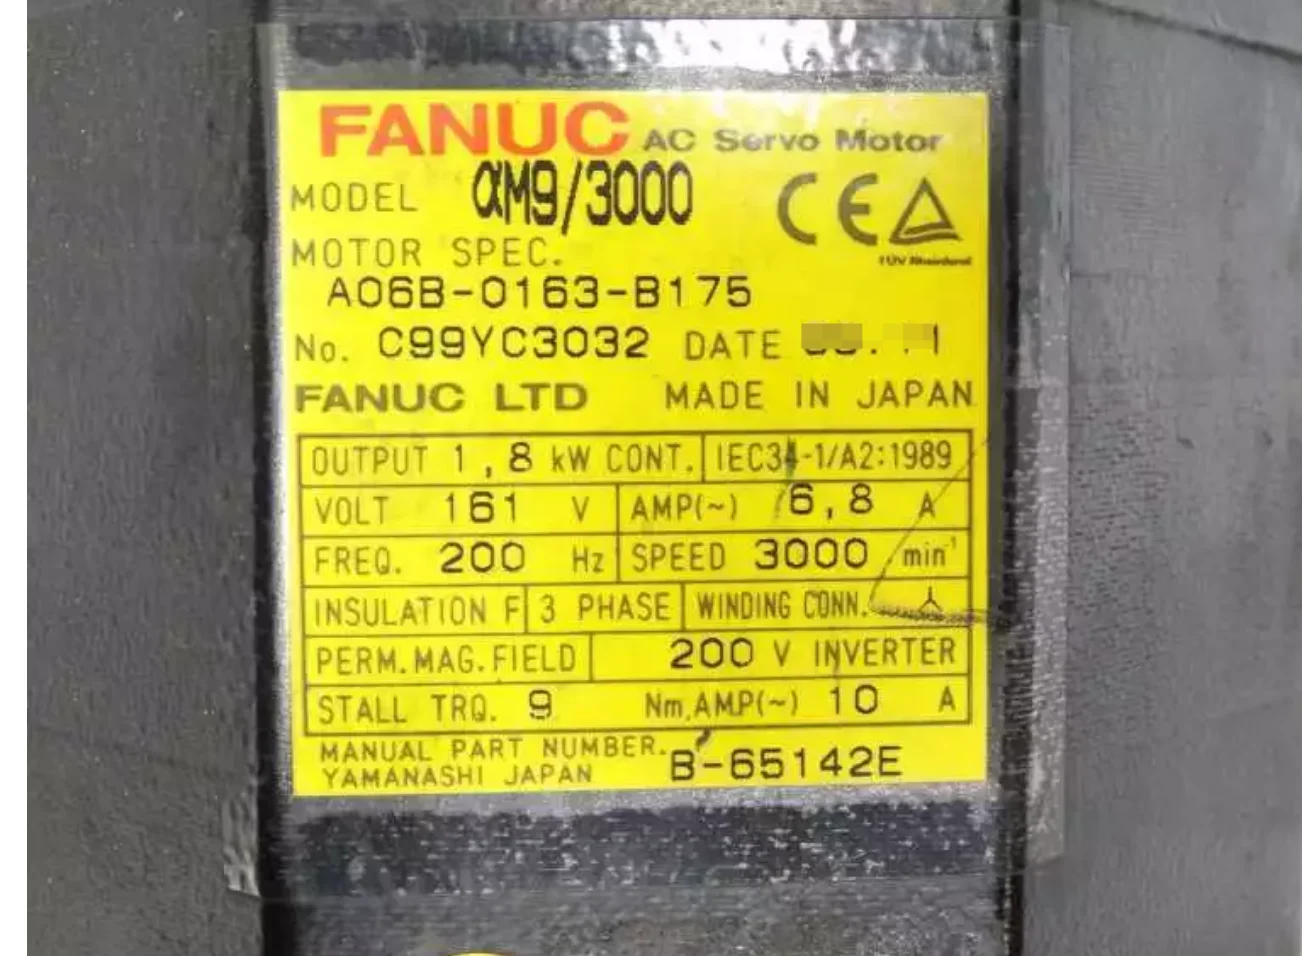 FANUC AC Servo Motor
MODEL αM9/3000
CE
TÜV Rheinland
MOTOR SPEC.
A06B-0163-B175
No. C99YC3032 DATE
FANUC LTD MADE IN JAPAN
OUTPUT 1,8 kW CONT. IEC34-1/A2:1989
VOLT 161 V AMP(~) 6,8 A
FREQ. 200 Hz SPEED 3000 min⁻¹
INSULATION F 3 PHASE WINDING CONN.
PERM.MAG.FIELD 200 V INVERTER
STALL TRQ. 9 Nm,AMP(~) 10 A
MANUAL PART NUMBER. B-65142E
YAMANASHI JAPAN